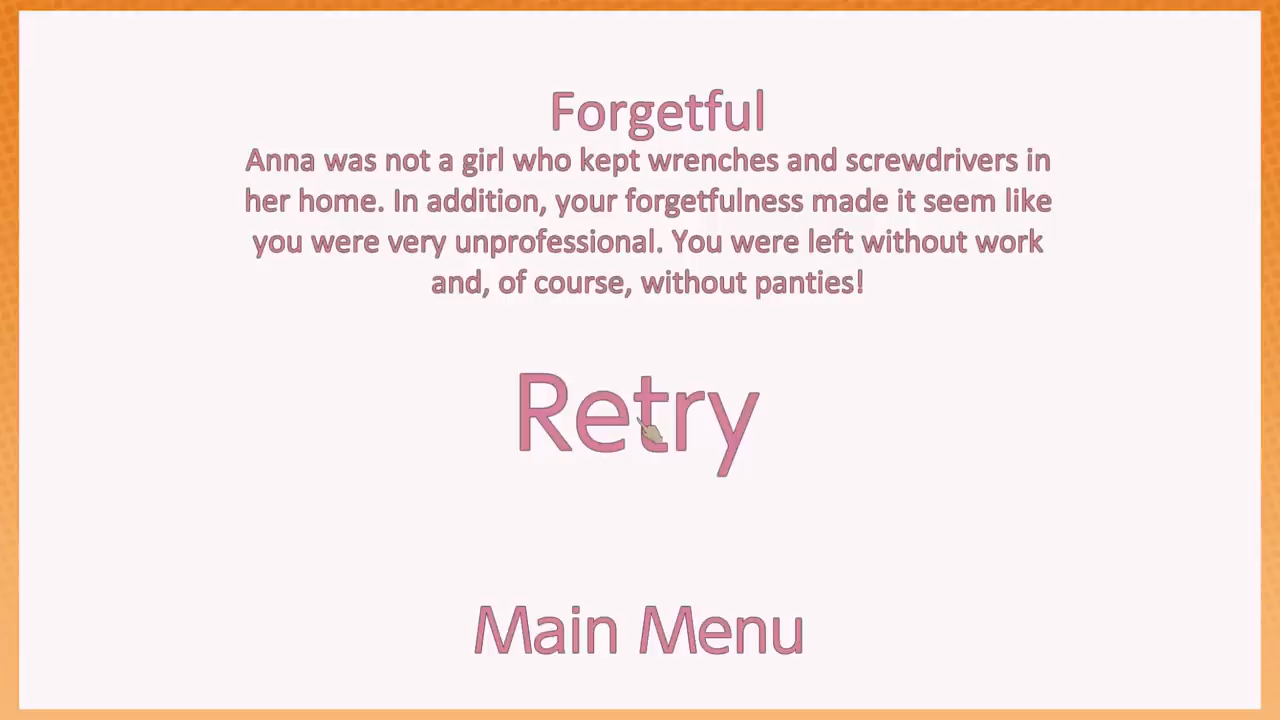 Forgetful
Anna was not a girl who kept wrenches and screwdrivers in
her home. In addition, your forgetfulness made it seem like
you were very unprofessional. You were left without work
and, of course, without panties!
Retry
Main Menu